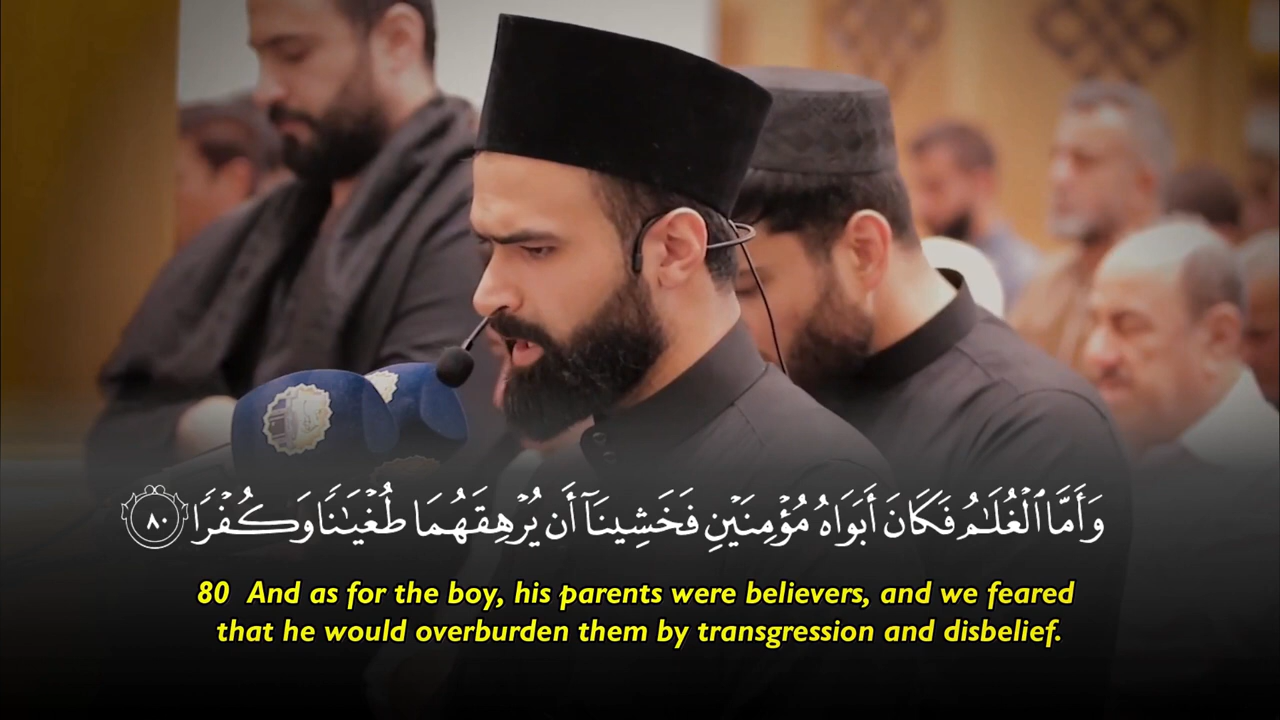 وَأَمَّا ٱلْغُلَـٰمُ فَكَانَ أَبَوَاهُ مُؤْمِنَيْنِ فَخَشِينَآ أَن يُرْهِقَهُمَا طُغْيَـٰنًا وَكُفْرًا ٨٠
80 And as for the boy, his parents were believers, and we feared
that he would overburden them by transgression and disbelief.